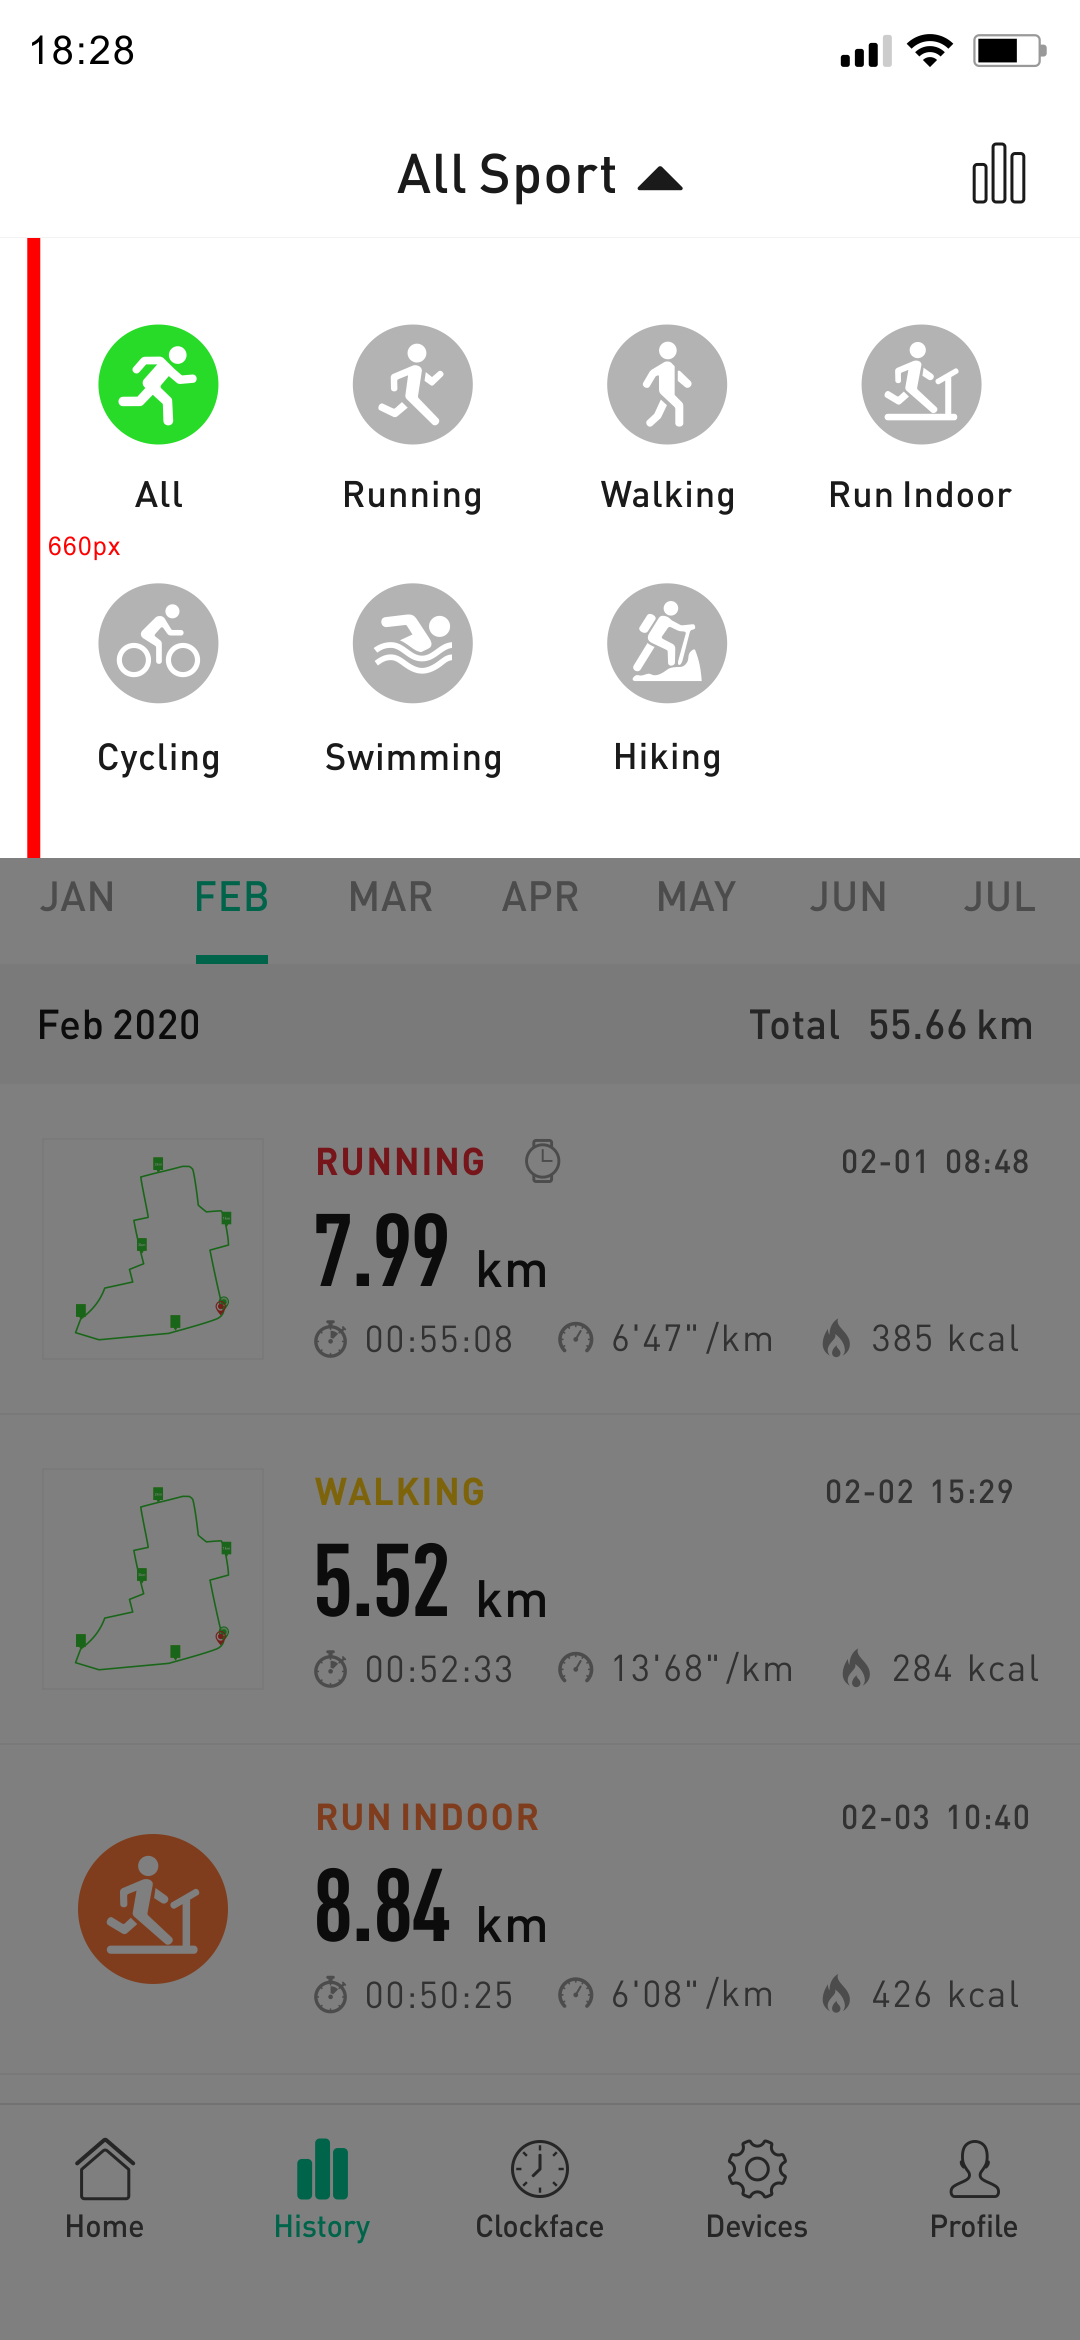 18:28
All Sport
All Running Walking Run Indoor
660px
Cycling Swimming Hiking
JAN FEB MAR APR MAY JUN JUL
Feb 2020 Total 55.66 km
RUNNING 02-01 08:48
7.99 km
00:55:08 6'47"/km 385 kcal
WALKING 02-02 15:29
5.52 km
00:52:33 13'68"/km 284 kcal
RUN INDOOR 02-03 10:40
8.84 km
00:50:25 6'08"/km 426 kcal
Home History Clockface Devices Profile